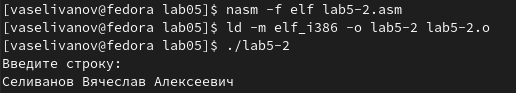 [vaselivanov@fedora lab05]$ nasm -f elf lab5-2.asm
[vaselivanov@fedora lab05]$ ld -m elf_i386 -o lab5-2 lab5-2.o
[vaselivanov@fedora lab05]$ ./lab5-2
Введите строку:
Селиванов Вячеслав Алексеевич